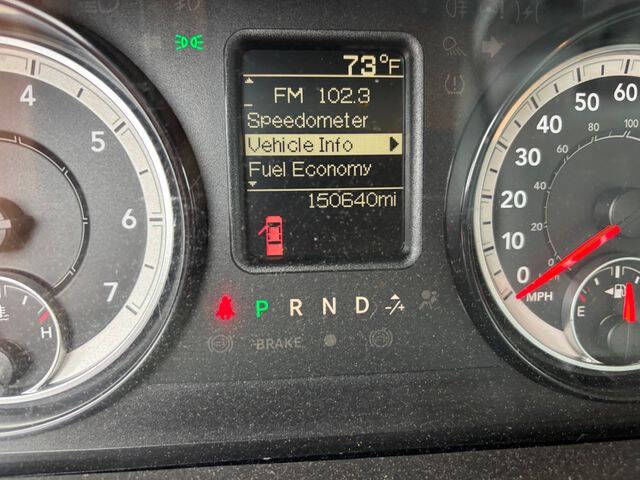 73°F
FM 102.3
Speedometer
Vehicle Info
Fuel Economy
150640mi
P R N D -/+
BRAKE
4
5
6
7
H
60
50
40
30
20
10
0
MPH
100
80
E